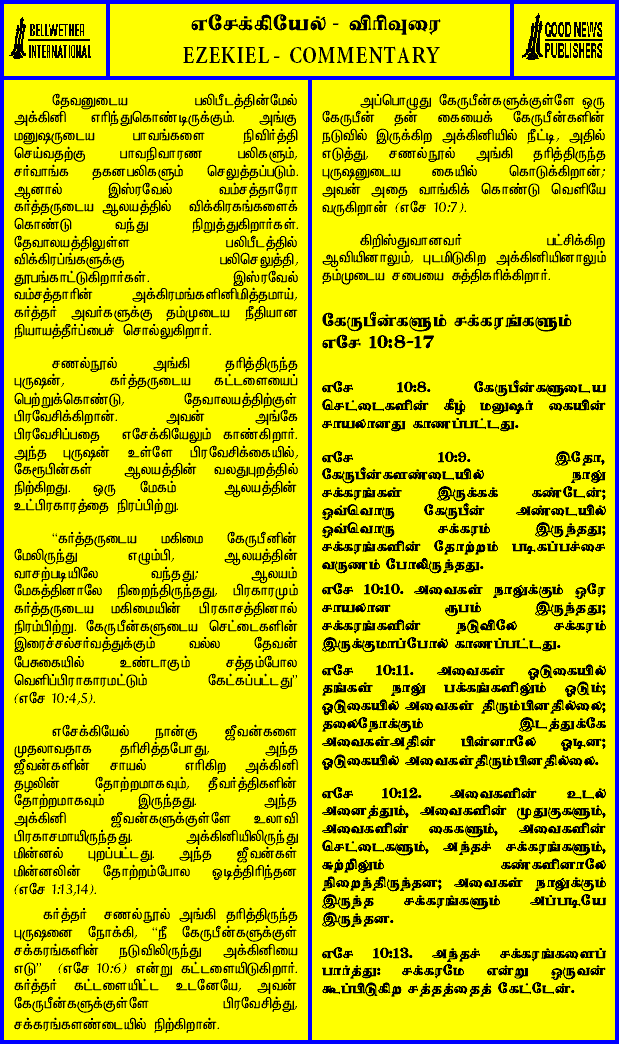 BELLWETHER
INTERNATIONAL
எசேக்கியேல் - விரிவுரை
EZEKIEL - COMMENTARY
GOOD NEWS
PUBLISHERS
தேவனுடைய பலிபீடத்தின்மேல்
அக்கினி எரிந்துகொண்டிருக்கும். அங்கு
மனுஷருடைய பாவங்களை நிவிர்த்தி
செய்வதற்கு பாவநிவாரண பலிகளும்,
சர்வாங்க தகனபலிகளும் செலுத்தப்படும்.
ஆனால் இஸ்ரவேல் வம்சத்தாரோ
கர்த்தருடைய ஆலயத்தில் விக்கிரகங்களைக்
கொண்டு வந்து நிறுத்துகிறார்கள்.
தேவாலயத்திலுள்ள பலிபீடத்தில்
விக்கிரப்ங்களுக்கு பலிசெலுத்தி,
தூபங்காட்டுகிறார்கள். இஸ்ரவேல்
வம்சத்தாரின் அக்கிரமங்களினிமித்தமாய்,
கர்த்தர் அவர்களுக்கு தம்முடைய நீதியான
நியாயத்தீர்ப்பைச் சொல்லுகிறார்.
சணல்நூல் அங்கி தரித்திருந்த
புருஷன், கர்த்தருடைய கட்டளையைப்
பெற்றுக்கொண்டு, தேவாலயத்திற்குள்
பிரவேசிக்கிறான். அவன் அங்கே
பிரவேசிப்பதை எசேக்கியேலும் காண்கிறார்.
அந்த புருஷன் உள்ளே பிரவேசிக்கையில்,
கேரூபின்கள் ஆலயத்தின் வலதுபுறத்தில்
நிற்கிறது. ஒரு மேகம் ஆலயத்தின்
உட்பிரகாரத்தை நிரப்பிற்று.
“கர்த்தருடைய மகிமை கேருபீனின்
மேலிருந்து எழும்பி, ஆலயத்தின்
வாசற்படியிலே வந்தது; ஆலயம்
மேகத்தினாலே நிறைந்திருந்தது, பிரகாரமும்
கர்த்தருடைய மகிமையின் பிரகாசத்தினால்
நிரம்பிற்று. கேருபீன்களுடைய செட்டைகளின்
இரைச்சல்சர்வத்துக்கும் வல்ல தேவன்
பேசுகையில் உண்டாகும் சத்தம்போல
வெளிப்பிராகாரமட்டும் கேட்கப்பட்டது”
(எசே 10:4,5).
எசேக்கியேல் நான்கு ஜீவன்களை
முதலாவதாக தரிசித்தபோது, அந்த
ஜீவன்களின் சாயல் எரிகிற அக்கினி
தழலின் தோற்றமாகவும், தீவர்த்திகளின்
தோற்றமாகவும் இருந்தது. அந்த
அக்கினி ஜீவன்களுக்குள்ளே உலாவி
பிரகாசமாயிருந்தது. அக்கினியிலிருந்து
மின்னல் புறப்பட்டது. அந்த ஜீவன்கள்
மின்னலின் தோற்றம்போல ஓடித்திரிந்தன
(எசே 1:13,14).
கர்த்தர் சணல்நூல் அங்கி தரித்திருந்த
புருஷனை நோக்கி, “நீ கேருபீன்களுக்குள்
சக்கரங்களின் நடுவிலிருந்து அக்கினியை
எடு” (எசே 10:6) என்று கட்டளையிடுகிறார்.
கர்த்தர் கட்டளையிட்ட உடனேயே, அவன்
கேருபீன்களுக்குள்ளே பிரவேசித்து,
சக்கரங்களண்டையில் நிற்கிறான்.
அப்பொழுது கேருபீன்களுக்குள்ளே ஒரு
கேருபீன் தன் கையைக் கேருபீன்களின்
நடுவில் இருக்கிற அக்கினியில் நீட்டி, அதில்
எடுத்து, சணல்நூல் அங்கி தரித்திருந்த
புருஷனுடைய கையில் கொடுக்கிறான்;
அவன் அதை வாங்கிக் கொண்டு வெளியே
வருகிறான் (எசே 10:7).
கிறிஸ்துவானவர் பட்சிக்கிற
ஆவியினாலும், புடமிடுகிற அக்கினியினாலும்
தம்முடைய சபையை சுத்திகரிக்கிறார்.
கேருபீன்களும் சக்கரங்களும்
எசே 10:8-17
எசே 10:8. கேருபீன்களுடைய
செட்டைகளின் கீழ் மனுஷர் கையின்
சாயலானது காணப்பட்டது.
எசே 10:9. இதோ,
கேருபீன்களண்டையில் நாலு
சக்கரங்கள் இருக்கக் கண்டேன்;
ஒவ்வொரு கேருபீன் அண்டையில்
ஒவ்வொரு சக்கரம் இருந்தது;
சக்கரங்களின் தோற்றம் படிகப்பச்சை
வருணம் போலிருந்தது.
எசே 10:10. அவைகள் நாலுக்கும் ஒரே
சாயலான ரூபம் இருந்தது;
சக்கரங்களின் நடுவிலே சக்கரம்
இருக்குமாப்போல் காணப்பட்டது.
எசே 10:11. அவைகள் ஓடுகையில்
தங்கள் நாலு பக்கங்களிலும் ஓடும்;
ஓடுகையில் அவைகள் திரும்பினதில்லை;
தலைநோக்கும் இடத்துக்கே
அவைகள்அதின் பின்னாலே ஓடின;
ஓடுகையில் அவைகள்திரும்பினதில்லை.
எசே 10:12. அவைகளின் உடல்
அனைத்தும், அவைகளின் முதுகுகளும்,
அவைகளின் கைகளும், அவைகளின்
செட்டைகளும், அந்தச் சக்கரங்களும்,
சுற்றிலும் கண்களினாலே
நிறைந்திருந்தன; அவைகள் நாலுக்கும்
இருந்த சக்கரங்களும் அப்படியே
இருந்தன.
எசே 10:13. அந்தச் சக்கரங்களைப்
பார்த்து: சக்கரமே என்று ஒருவன்
கூப்பிடுகிற சத்தத்தைத் கேட்டேன்.